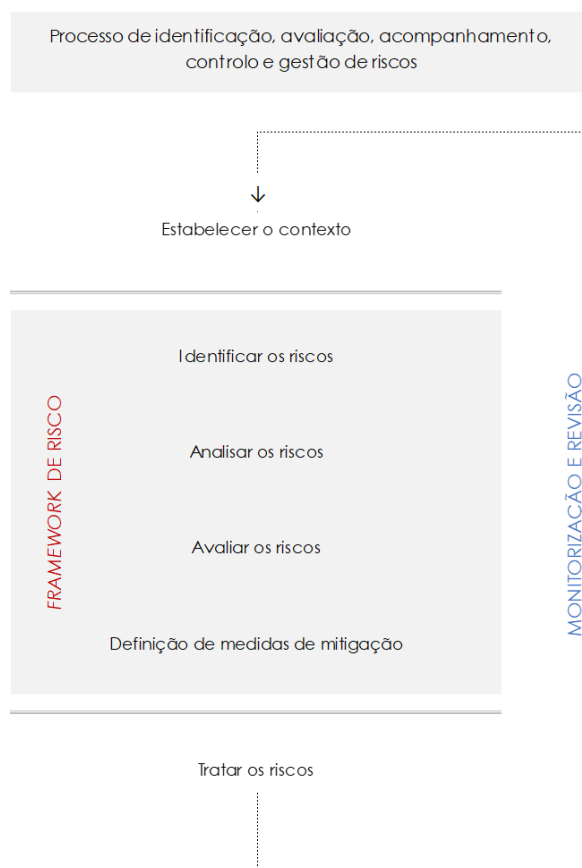 Processo de identificação, avaliação, acompanhamento,
controlo e gestão de riscos
Estabelecer o contexto
Identificar os riscos
Analisar os riscos
Avaliar os riscos
Definição de medidas de mitigação
FRAMEWORK DE RISCO
MONITORIZAÇÃO E REVISÃO
Tratar os riscos